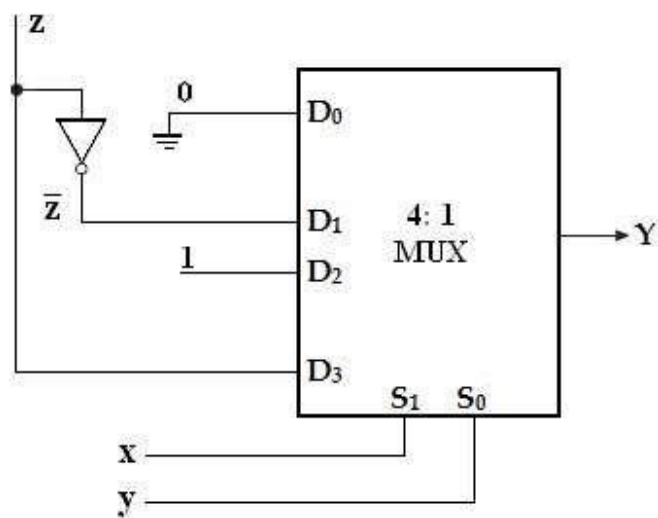 z
0
D₀
z̄
D₁
4: 1
MUX
Y
1
D₂
D₃
S₁ S₀
x
y